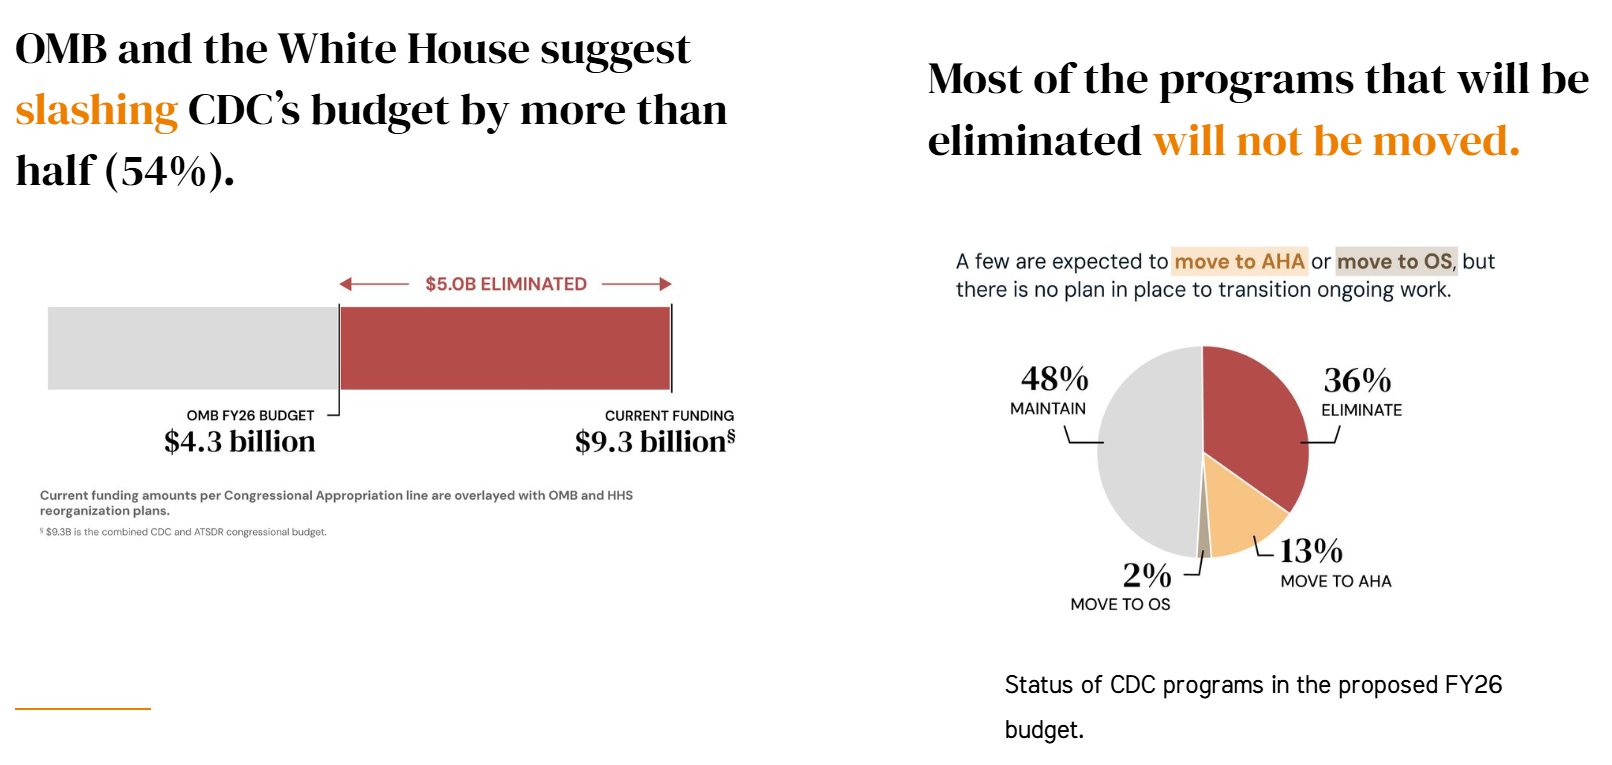 OMB and the White House suggest
slashing CDC’s budget by more than
half (54%).
$5.0B ELIMINATED
OMB FY26 BUDGET
$4.3 billion
CURRENT FUNDING
$9.3 billion§
Current funding amounts per Congressional Appropriation line are overlayed with OMB and HHS
reorganization plans.
§ $9.3B is the combined CDC and ATSDR congressional budget.
Most of the programs that will be
eliminated will not be moved.
A few are expected to move to AHA or move to OS, but
there is no plan in place to transition ongoing work.
48%
MAINTAIN
36%
ELIMINATE
13%
MOVE TO AHA
2%
MOVE TO OS
Status of CDC programs in the proposed FY26
budget.